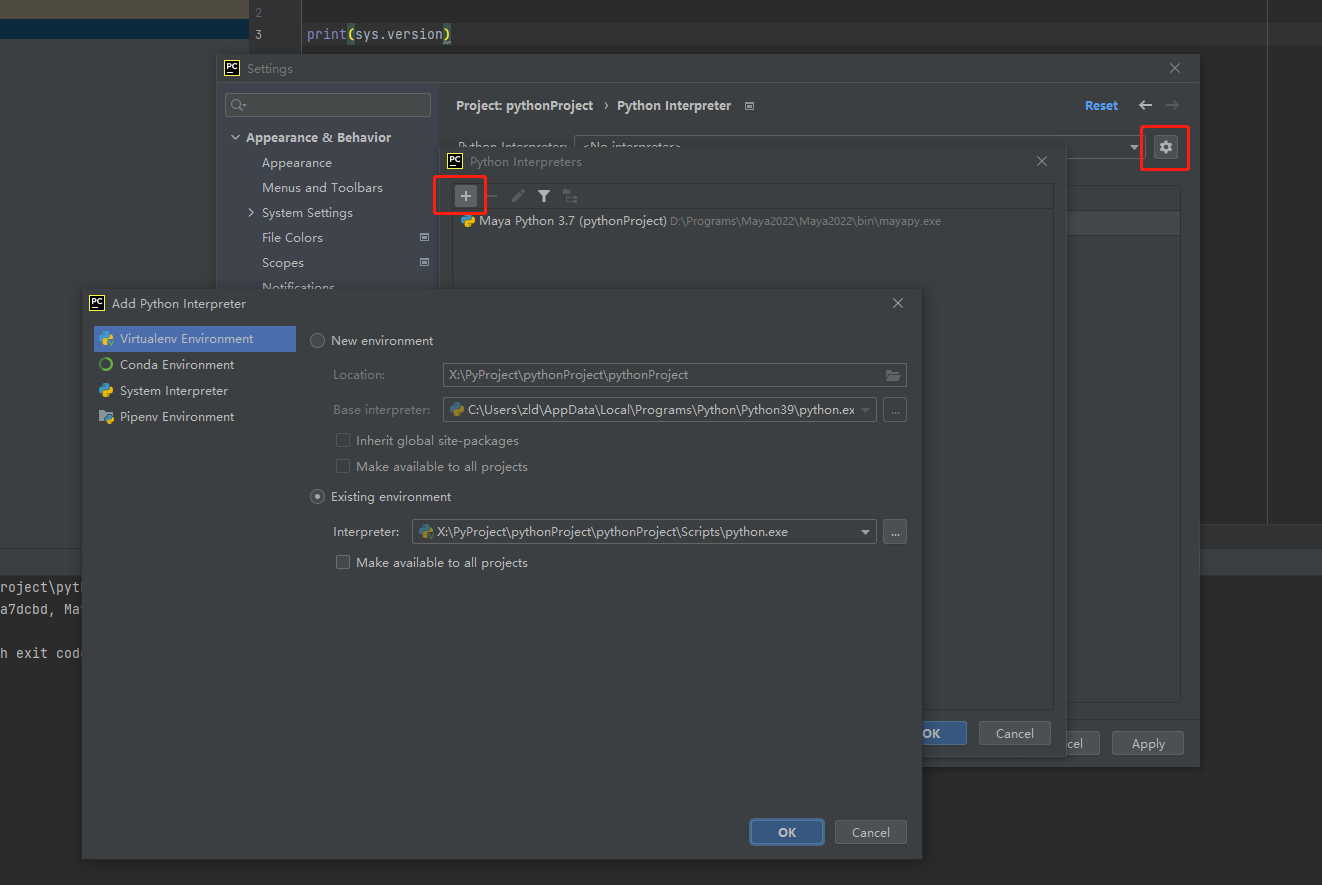 2
3 print(sys.version)
PC Settings
Project: pythonProject › Python Interpreter
Reset
Appearance & Behavior
Appearance
Menus and Toolbars
System Settings
File Colors
Scopes
Notifications
Python Interpreter: <No interpreter>
PC Python Interpreters
Maya Python 3.7 (pythonProject) D:\Programs\Maya2022\Maya2022\bin\mayapy.exe
PC Add Python Interpreter
Virtualenv Environment
Conda Environment
System Interpreter
Pipenv Environment
New environment
Location: X:\PyProject\pythonProject\pythonProject
Base interpreter: C:\Users\zld\AppData\Local\Programs\Python\Python39\python.ex
...
Inherit global site-packages
Make available to all projects
Existing environment
Interpreter: X:\PyProject\pythonProject\pythonProject\Scripts\python.exe
...
Make available to all projects
OK Cancel
OK Cancel
cel Apply
roject\pyt
a7dcbd, Ma
h exit cod